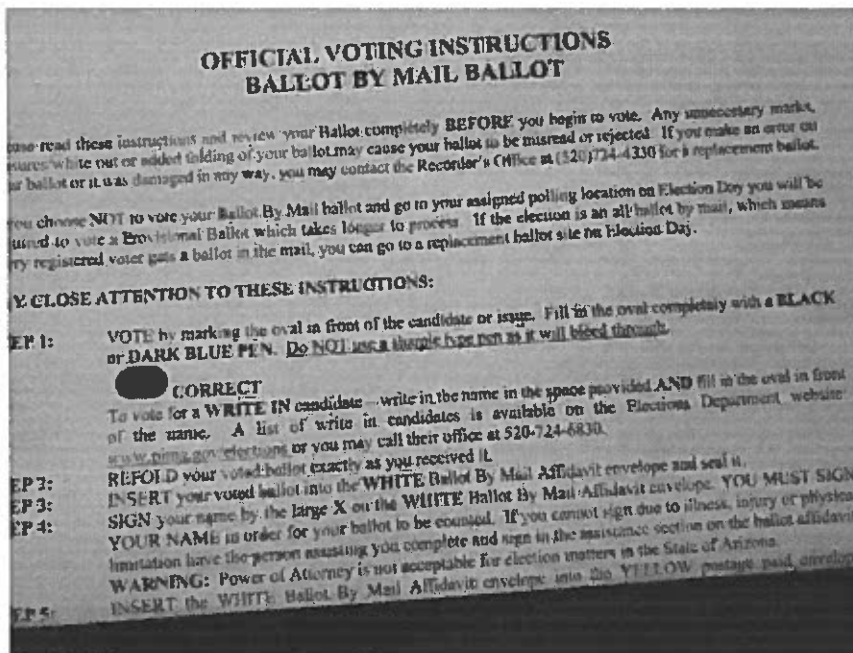 OFFICIAL VOTING INSTRUCTIONS
BALLOT BY MAIL BALLOT
read these instructions and review your Ballot completely BEFORE you begin to vote. Any unnecessary marks,
white out or added folding of your ballot may cause your ballot to be misread or rejected. If you make an error on
ballot or it was damaged in any way, you may contact the Recorder's Office at (520)724-4330 for a replacement ballot.
you choose NOT to vote your Ballot By Mail ballot and go to your assigned polling location on Election Day you will be
to vote a Provisional Ballot which takes longer to process. If the election is an all ballot by mail, which means
registered voter gets a ballot in the mail, you can go to a replacement ballot site on Election Day.
Y CLOSE ATTENTION TO THESE INSTRUCTIONS:
EP 1: VOTE by marking the oval in front of the candidate or issue. Fill in the oval completely with a BLACK
or DARK BLUE PEN. Do NOT use a sharpie type pen as it will bleed through.
CORRECT
To vote for a WRITE IN candidate – write in the name in the space provided AND fill in the oval in front
of the name. A list of write in candidates is available on the Elections Department website
www.pima.gov/elections or you may call their office at 520-724-6830.
EP 2: REFOLD your voted ballot exactly as you received it.
EP 3: INSERT your voted ballot into the WHITE Ballot By Mail Affidavit envelope and seal it.
EP 4: SIGN your name by the large X on the WHITE Ballot By Mail Affidavit envelope. YOU MUST SIGN
YOUR NAME in order for your ballot to be counted. If you cannot sign due to illness, injury or physical
limitation have the person assisting you complete and sign in the assistance section on the ballot affidavit
WARNING: Power of Attorney is not acceptable for election matters in the State of Arizona.
EP 5: INSERT the WHITE Ballot By Mail Affidavit envelope into the YELLOW postage paid envelope